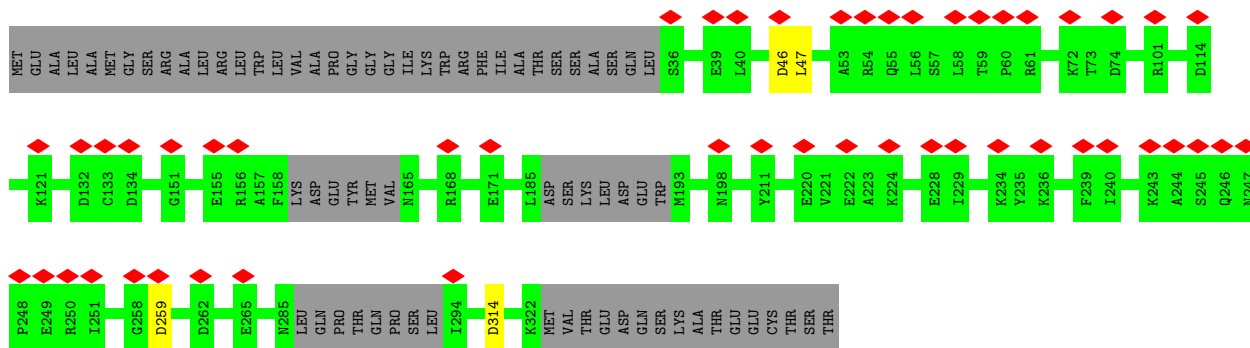 MET GLU ALA LEU ALA ALA MET GLY SER ARG ALA LEU ARG LEU TRP LEU VAL ALA PRO GLY GLY GLY ILE LYS TRP ARG PHE ILE ALA THR SER SER ALA SER GLN LEU S36 E39 L40 D46 L47 A53 R54 Q55 L56 S57 L58 T59 P60 R61 K72 T73 D74 R101 D114
K121 D132 C133 D134 G151 E155 R156 A157 F158 LYS ASP GLU TYR MET VAL N165 R168 E171 L185 ASP SER LYS LEU ASP GLU TRP M193 N198 Y211 E220 V221 E222 A223 K224 E228 I229 K234 Y235 K236 F239 I240 K243 A244 S245 Q246 N247
P248 E249 R250 I251 G258 D259 D262 E265 N285 LEU GLN PRO THR GLN PRO SER LEU I294 D314 K322 MET VAL THR GLU ASP GLN SER LYS ALA THR GLU GLU CYS THR SER THR